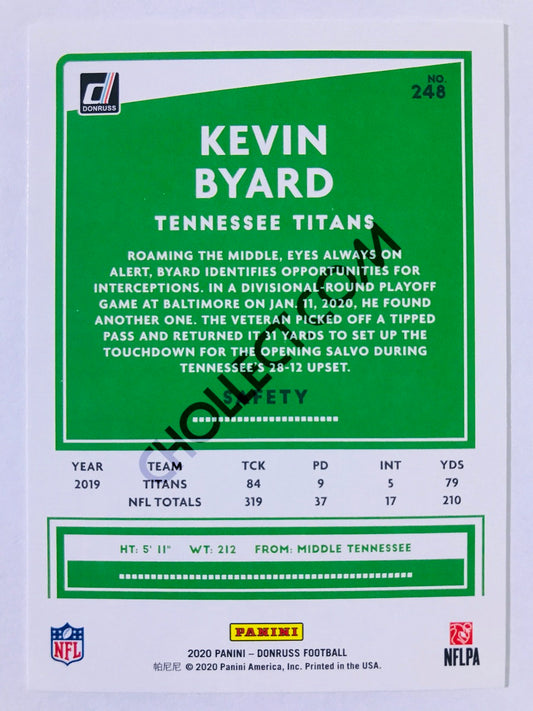 DONRUSS
NO.
248
KEVIN
BYARD
TENNESSEE TITANS
ROAMING THE MIDDLE, EYES ALWAYS ON
ALERT, BYARD IDENTIFIES OPPORTUNITIES FOR
INTERCEPTIONS. IN A DIVISIONAL-ROUND PLAYOFF
GAME AT BALTIMORE ON JAN. 11, 2020, HE FOUND
ANOTHER ONE. THE VETERAN PICKED OFF A TIPPED
PASS AND RETURNED IT 31 YARDS TO SET UP THE
TOUCHDOWN FOR THE OPENING SALVO DURING
TENNESSEE'S 28-12 UPSET.
SAFETY
CHOLLECT.COM
YEAR TEAM TCK PD INT YDS
2019 TITANS 84 9 5 79
NFL TOTALS 319 37 17 210
HT: 5' 11" WT: 212 FROM: MIDDLE TENNESSEE
NFL
PANINI
NFLPA
2020 PANINI – DONRUSS FOOTBALL
帕尼尼 © 2020 Panini America, Inc. Printed in the USA.